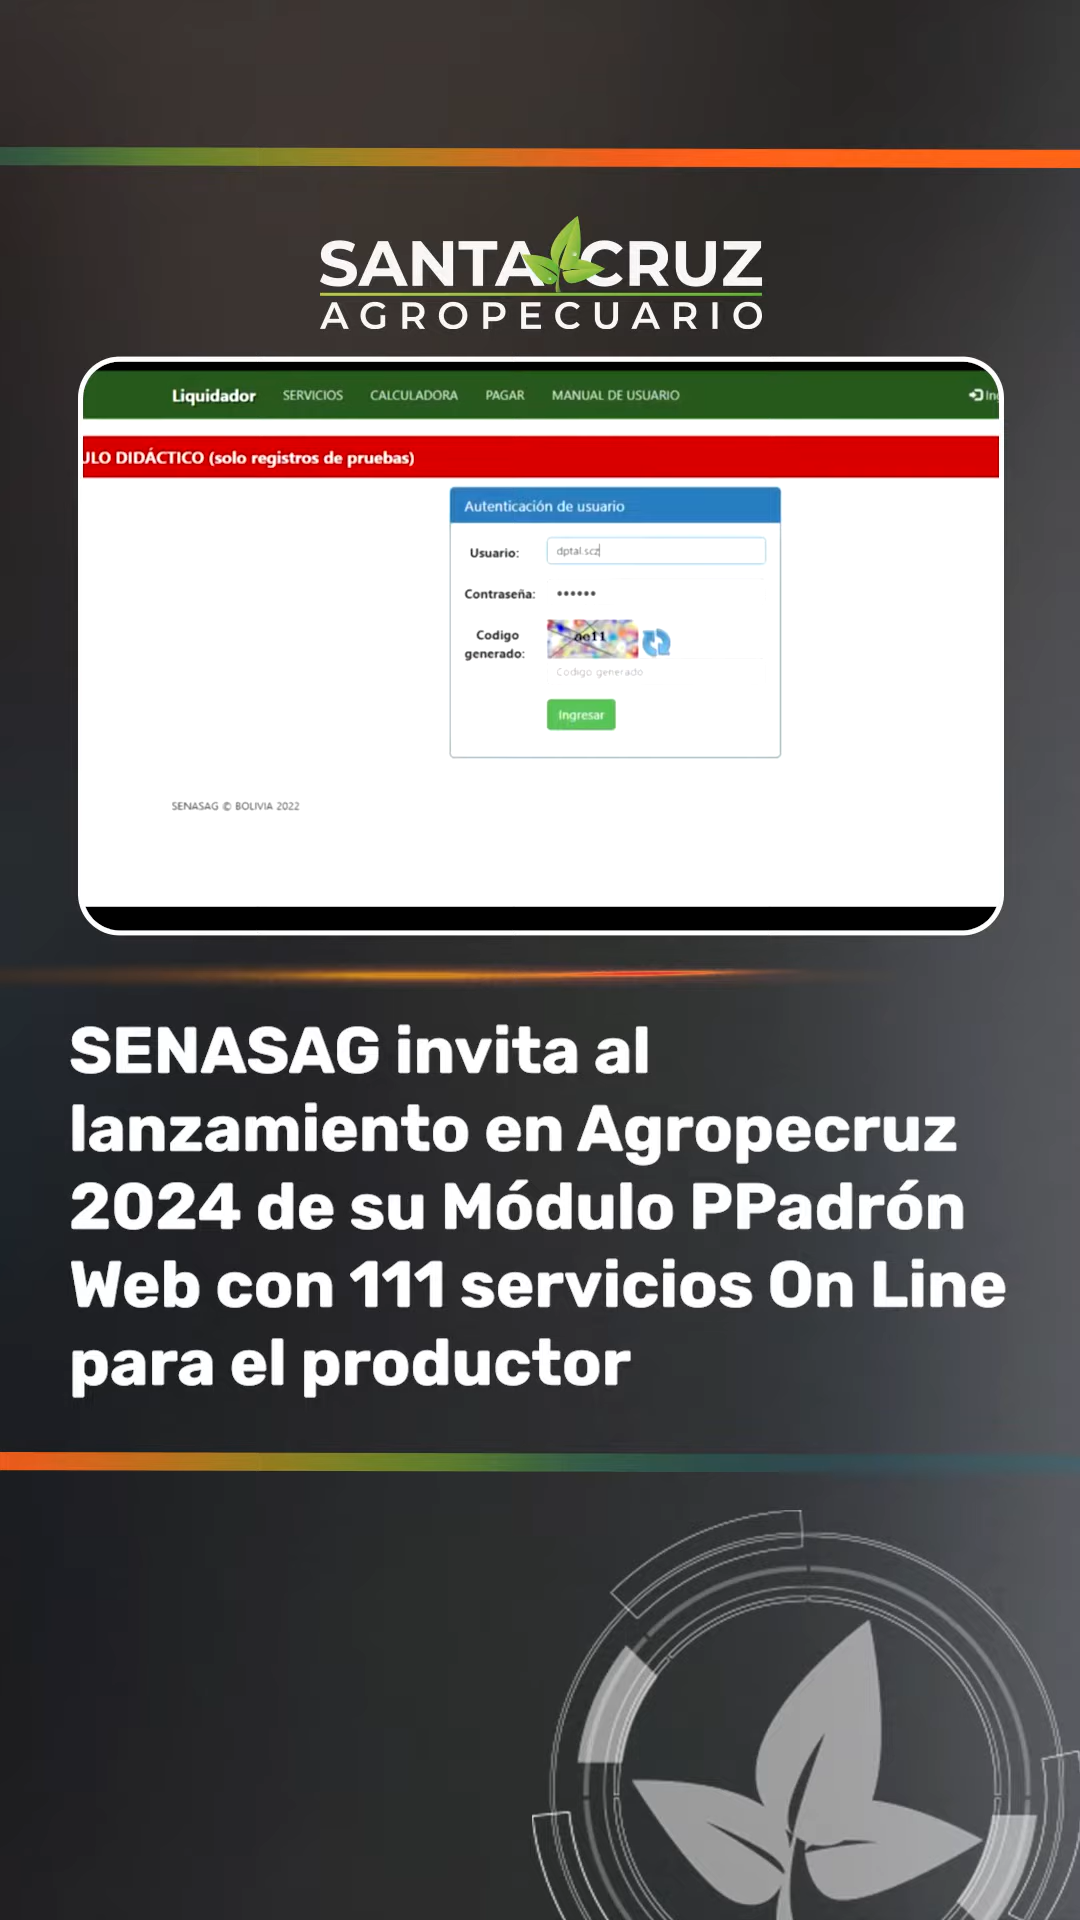 SANTA CRUZ
AGROPECUARIO
Liquidador SERVICIOS CALCULADORA PAGAR MANUAL DE USUARIO
DIDÁCTICO (solo registros de pruebas)
Autenticación de usuario
Usuario: dptal.scz
Contraseña: ••••••
Codigo
generado:
Codigo generado
Ingresar
SENASAG © BOLIVIA 2022
SENASAG invita al
lanzamiento en Agropecruz
2024 de su Módulo PPadrón
Web con 111 servicios On Line
para el productor